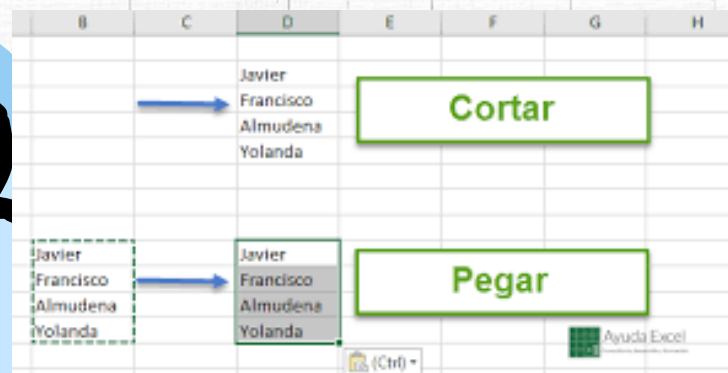 B C D E F G H
Javier
Francisco
Almudena
Yolanda
Cortar
Javier Javier
Francisco Francisco
Almudena Almudena
Yolanda Yolanda
Pegar
Ayuda Excel
(Ctrl)